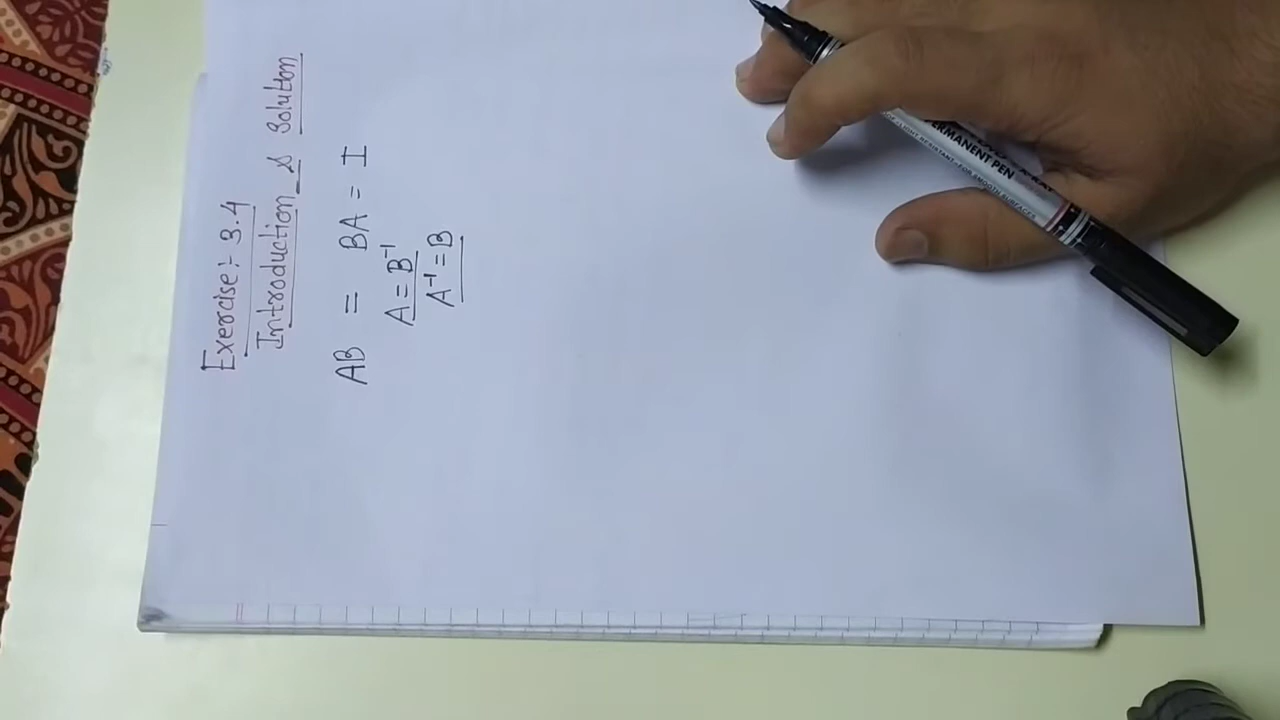 Exercise:- 3.4
Introduction & Solution
AB = BA = I
A = B⁻¹
A⁻¹ = B
PERMANENT PEN